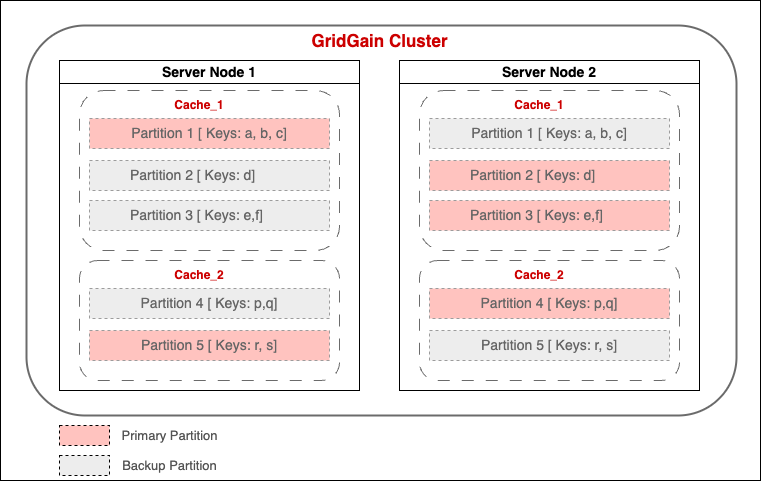 GridGain Cluster
Server Node 1
Cache_1
Partition 1 [ Keys: a, b, c]
Partition 2 [ Keys: d]
Partition 3 [ Keys: e,f]
Cache_2
Partition 4 [ Keys: p,q]
Partition 5 [ Keys: r, s]
Server Node 2
Cache_1
Partition 1 [ Keys: a, b, c]
Partition 2 [ Keys: d]
Partition 3 [ Keys: e,f]
Cache_2
Partition 4 [ Keys: p,q]
Partition 5 [ Keys: r, s]
Primary Partition
Backup Partition